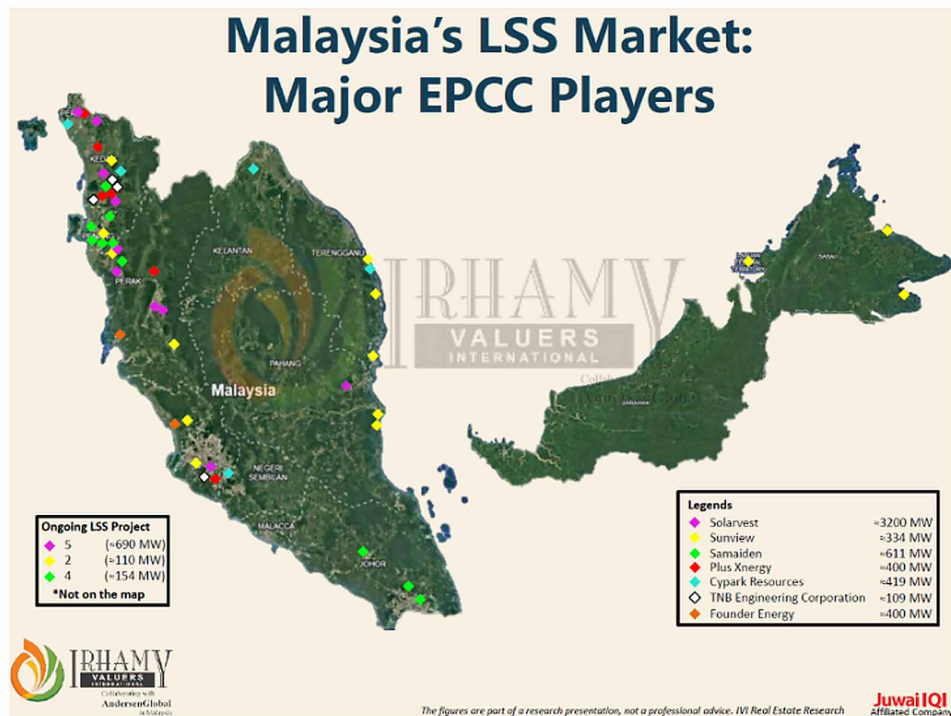 Malaysia's LSS Market:
Major EPCC Players
KELANTAN
TERENGGANU
PERAK
PAHANG
Malaysia
NEGERI
SEMBILAN
MALACCA
JOHOR
TERRITORY
SABAH
IRHAMY
VALUERS
INTERNATIONAL
Ongoing LSS Project
5 (≈690 MW)
2 (≈110 MW)
4 (≈154 MW)
*Not on the map
Legends
Solarvest ≈3200 MW
Sunview ≈334 MW
Samaiden ≈611 MW
Plus Xnergy ≈400 MW
Cypark Resources ≈419 MW
TNB Engineering Corporation ≈109 MW
Founder Energy ≈400 MW
IRHAMY
VALUERS
INTERNATIONAL
Collaborating with
AndersenGlobal
in Malaysia
The figures are part of a research presentation, not a professional advice. IVI Real Estate Research
Juwai IQI
Affiliated Company